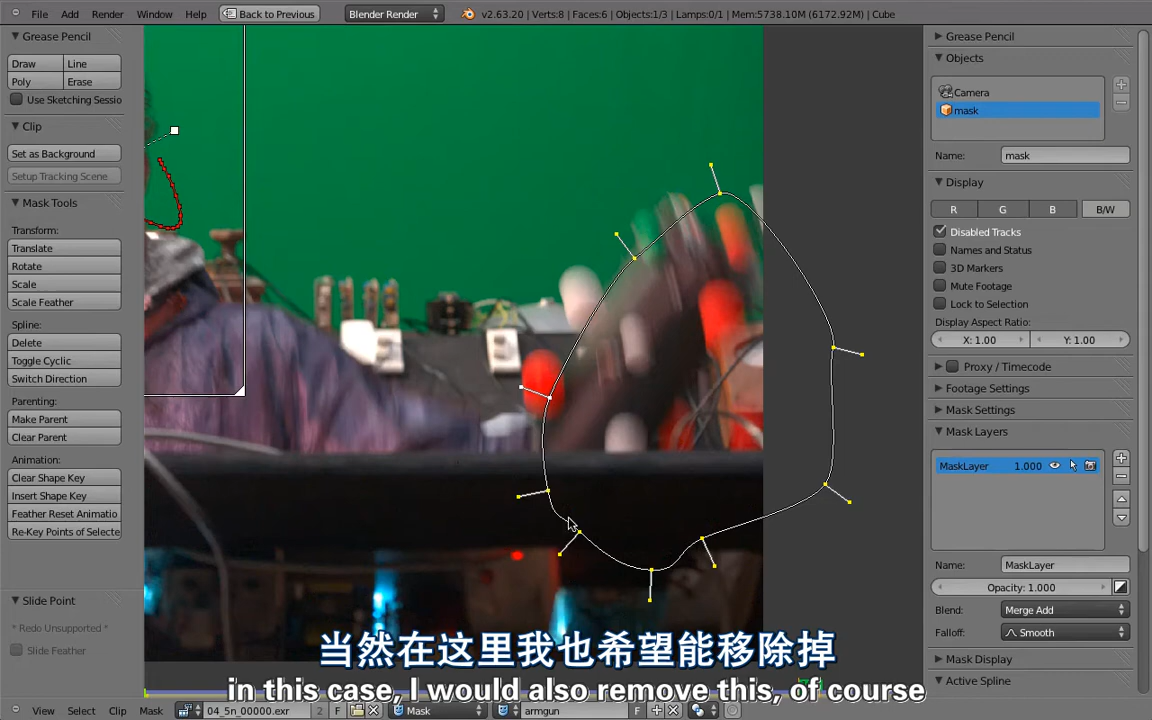 File Add Render Window Help Back to Previous Blender Render v2.63.20 | Verts:8 | Faces:6 | Objects:1/3 | Lamps:0/1 | Mem:5738.10M (6172.92M) | Cube
Grease Pencil
Draw Line
Poly Erase
Use Sketching Sessio
Clip
Set as Background
Setup Tracking Scene
Mask Tools
Transform:
Translate
Rotate
Scale
Scale Feather
Spline:
Delete
Toggle Cyclic
Switch Direction
Parenting:
Make Parent
Clear Parent
Animation:
Clear Shape Key
Insert Shape Key
Feather Reset Animatio
Re-Key Points of Selecte
Slide Point
* Redo Unsupported *
Slide Feather
Grease Pencil
Objects
Camera
mask
Name: mask
Display
R G B B/W
Disabled Tracks
Names and Status
3D Markers
Mute Footage
Lock to Selection
Display Aspect Ratio:
X: 1.00 Y: 1.00
Proxy / Timecode
Footage Settings
Mask Settings
Mask Layers
MaskLayer 1.000
Name: MaskLayer
Opacity: 1.000
Blend: Merge Add
Falloff: Smooth
Mask Display
Active Spline
当然在这里我也希望能移除掉
in this case, I would also remove this, of course
View Select Clip Mask 04_5n_00000.exr 2 F Mask armgun F